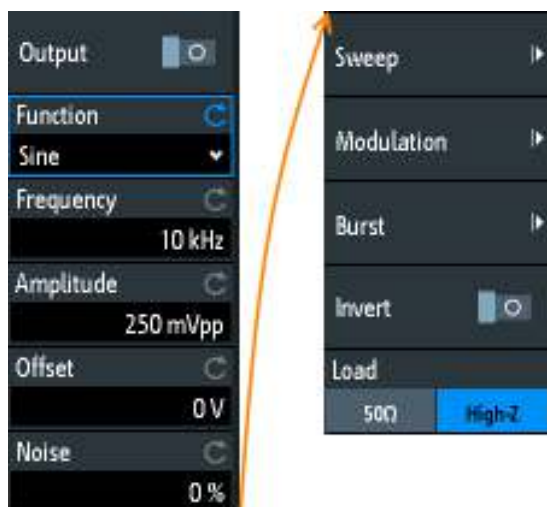 Output
Function
Sine
Frequency
10 kHz
Amplitude
250 mVpp
Offset
0 V
Noise
0 %
Sweep
Modulation
Burst
Invert
Load
50Ω High-Z